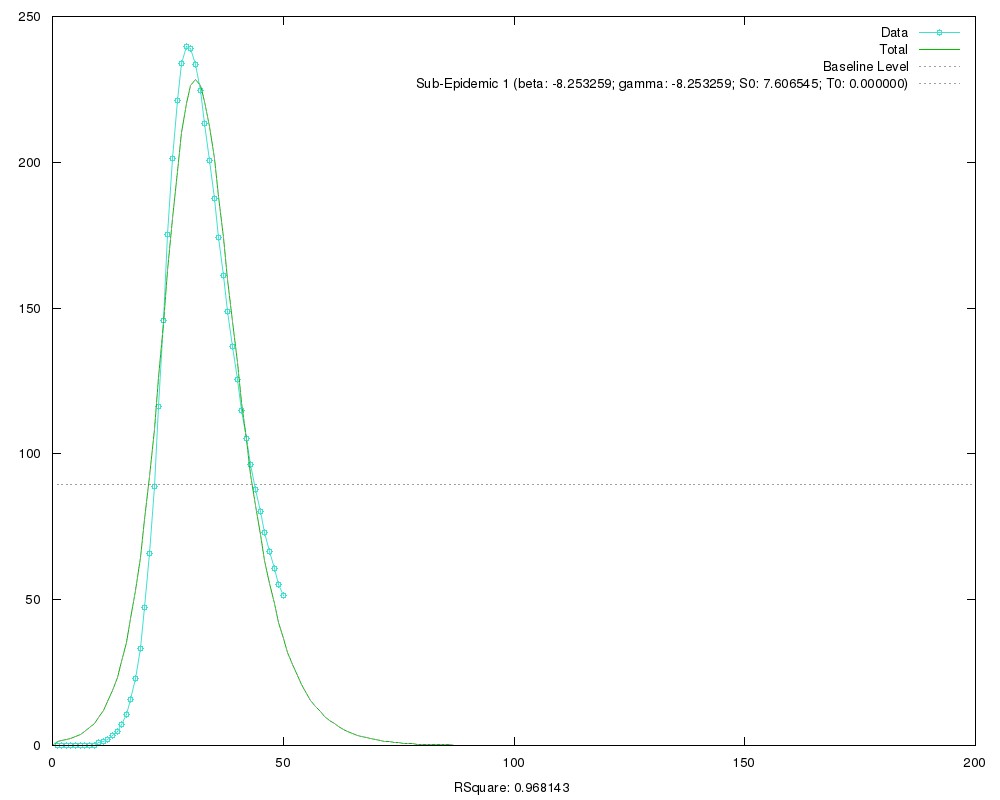 250
200
150
100
50
0
0 50 100 150 200
Data
Total
Baseline Level
Sub-Epidemic 1 (beta: -8.253259; gamma: -8.253259; S0: 7.606545; T0: 0.000000)
RSquare: 0.968143